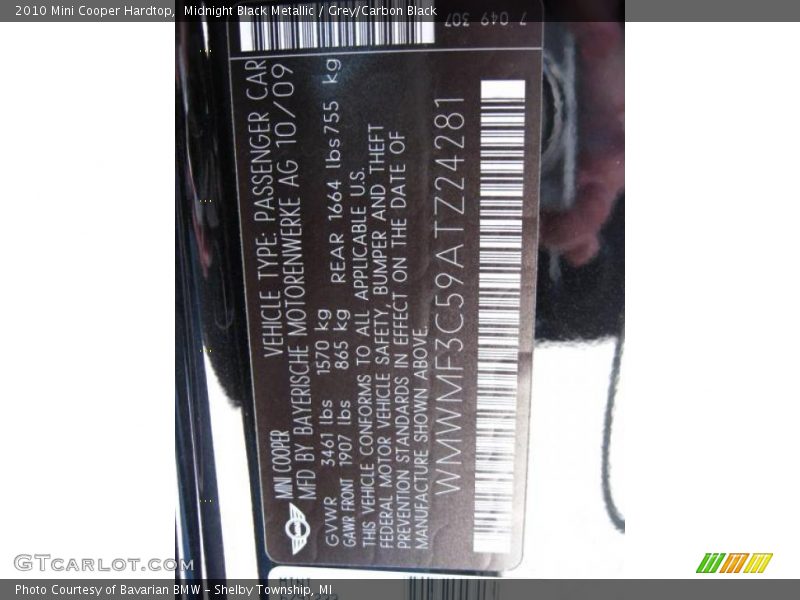 2010 Mini Cooper Hardtop, Midnight Black Metallic / Grey/Carbon Black
7 049 307
MINI COOPER VEHICLE TYPE: PASSENGER CAR
MFD BY BAYERISCHE MOTORENWERKE AG 10/09
GVWR 3461 lbs 1570 kg
GAWR FRONT 1907 lbs 865 kg REAR 1664 lbs 755 kg
THIS VEHICLE CONFORMS TO ALL APPLICABLE U.S.
FEDERAL MOTOR VEHICLE SAFETY, BUMPER AND THEFT
PREVENTION STANDARDS IN EFFECT ON THE DATE OF
MANUFACTURE SHOWN ABOVE.
WMWMF3C59ATZ24281
GTcarlot.com
Photo Courtesy of Bavarian BMW – Shelby Township, MI